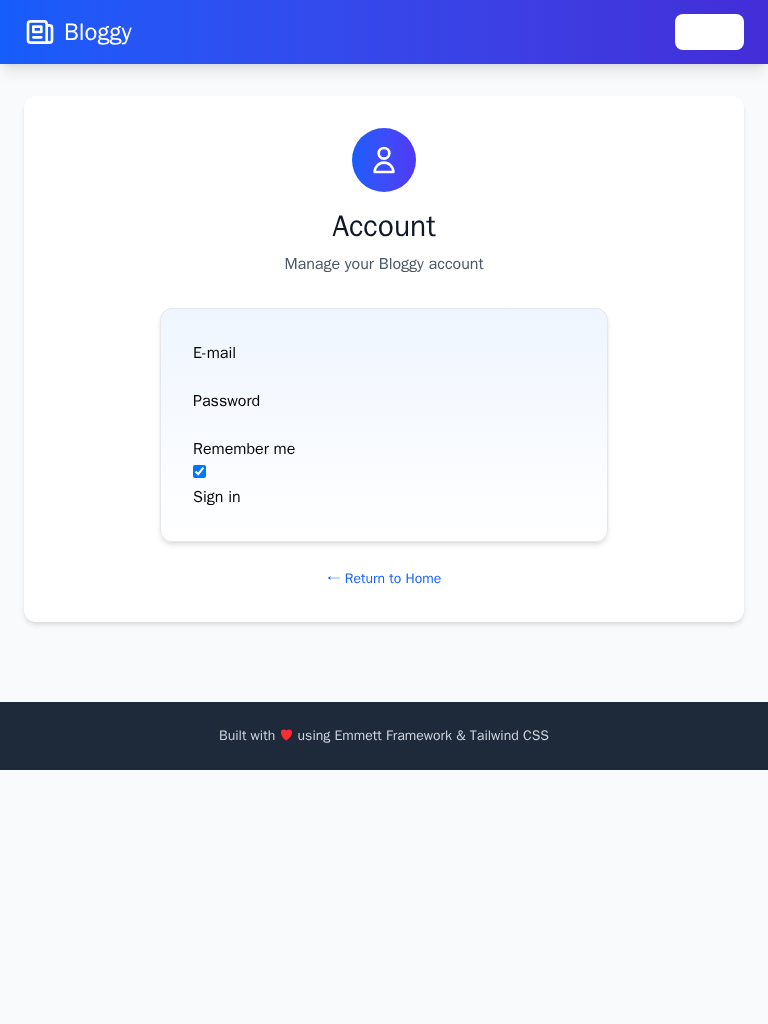 Bloggy
Account
Manage your Bloggy account
E-mail
Password
Remember me
Sign in
← Return to Home
Built with ❤️ using Emmett Framework & Tailwind CSS